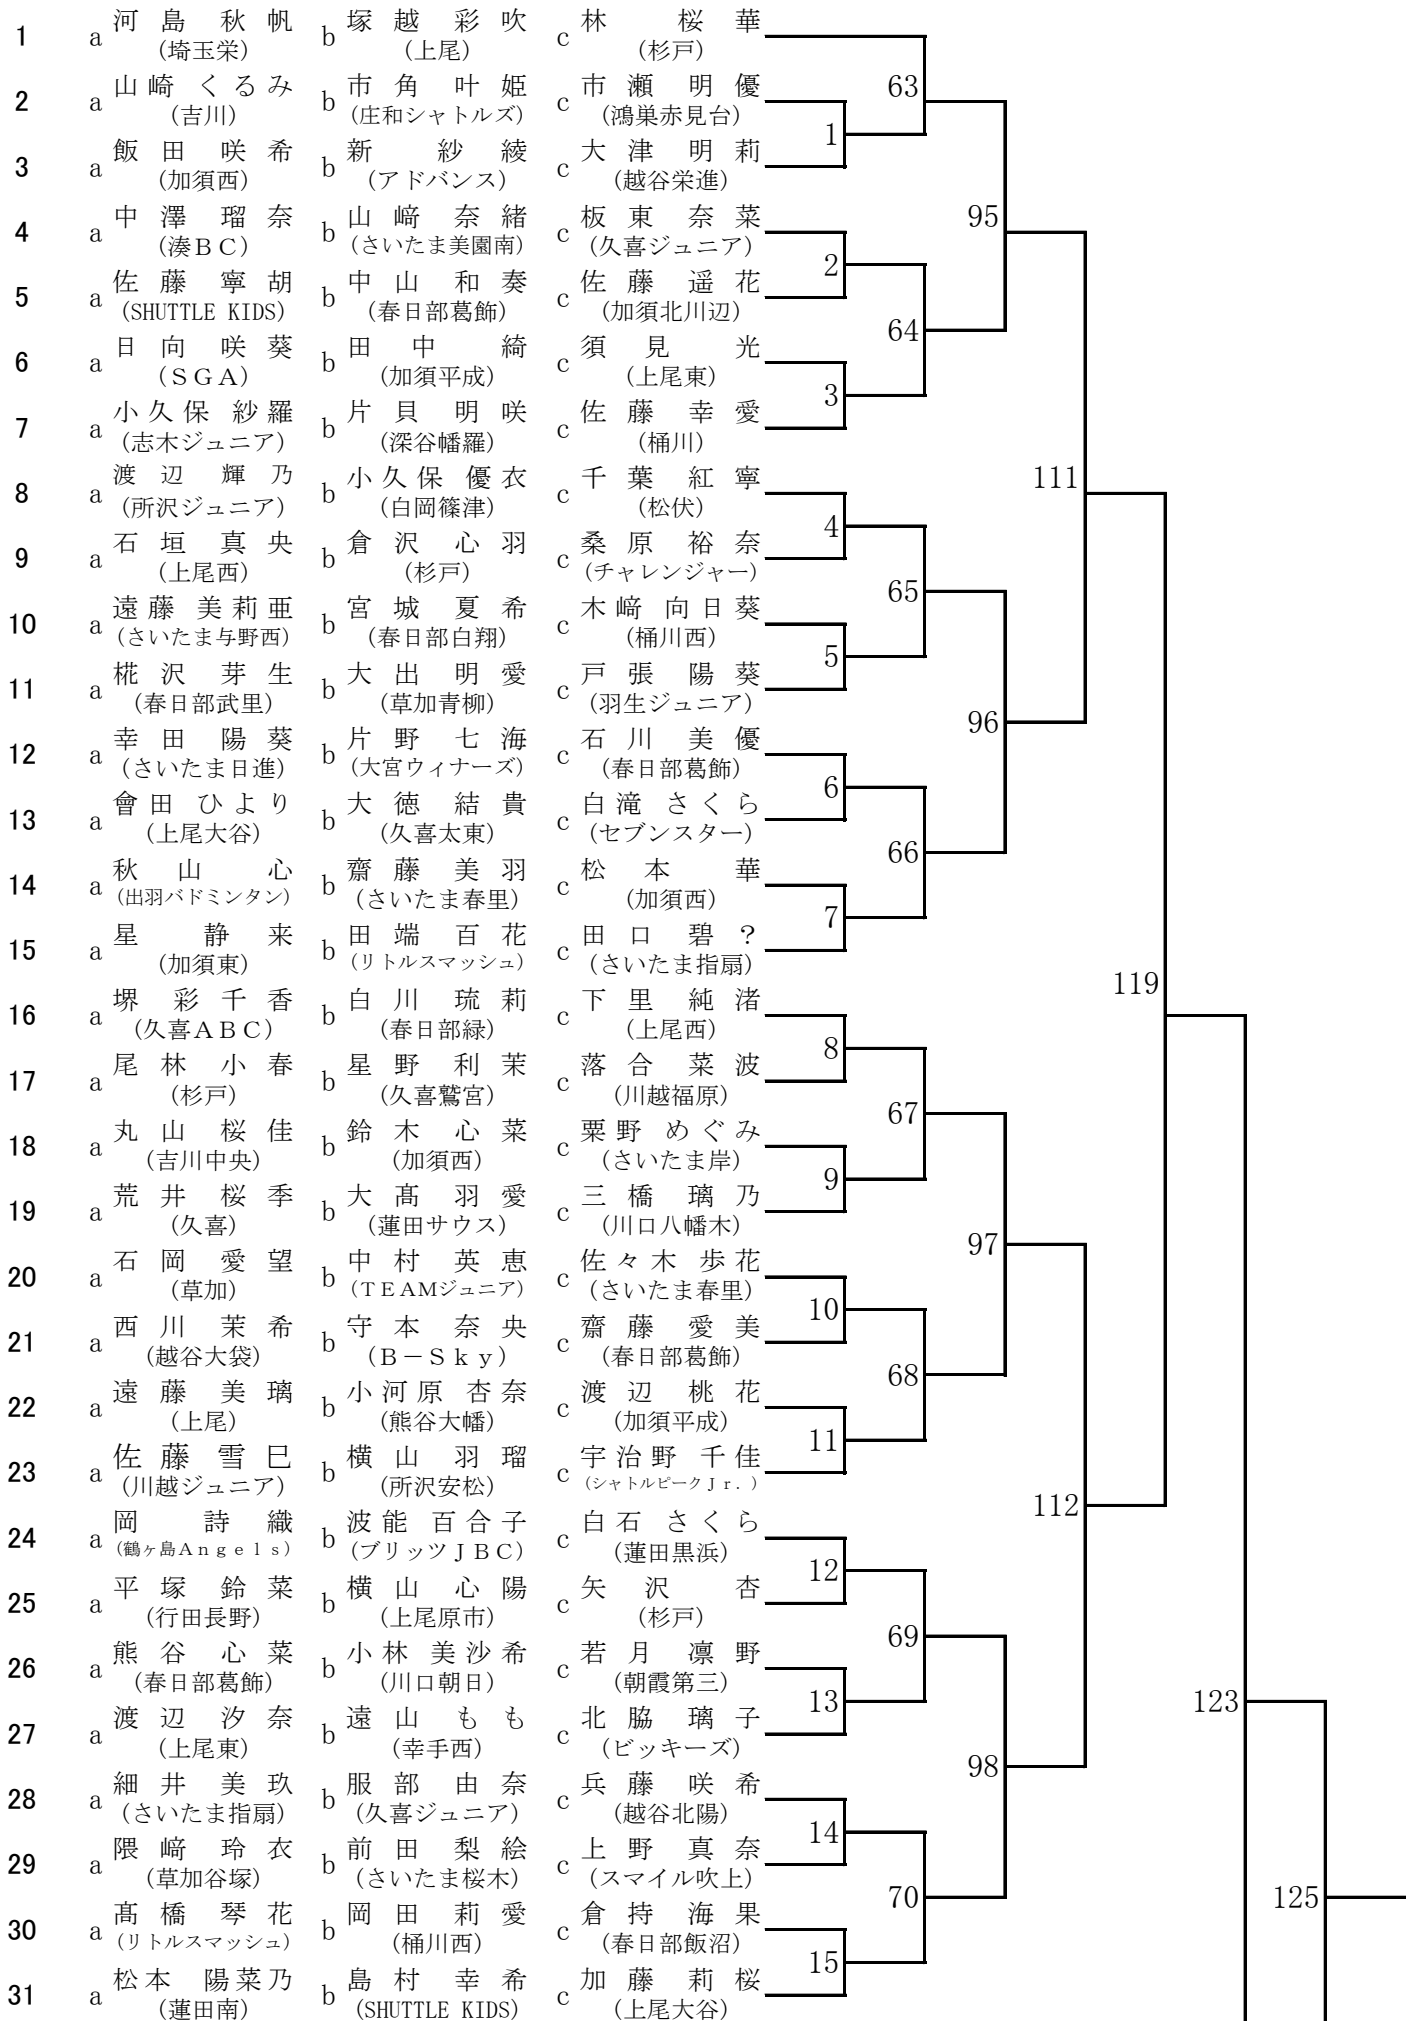 1 a 河島 秋帆 b 塚越 彩吹 c 林 桜華
(埼玉栄) (上尾) (杉戸)
63
2 a 山崎 くるみ b 市角 叶姫 c 市瀬 明優
(吉川) (庄和シャトルズ) (鴻巣赤見台)
1
3 a 飯田 咲希 b 新 紗綾 c 大津 明莉
(加須西) (アドバンス) (越谷栄進)
95
4 a 中澤 瑠奈 b 山﨑 奈緒 c 板東 奈菜
(湊BC) (さいたま美園南) (久喜ジュニア)
2
5 a 佐藤 寧胡 b 中山 和奏 c 佐藤 遥花
(SHUTTLE KIDS) (春日部葛飾) (加須北川辺)
64
6 a 日向 咲葵 b 田中 綺 c 須見 光
(SGA) (加須平成) (上尾東)
3
7 a 小久保 紗羅 b 片貝 明咲 c 佐藤 幸愛
(志木ジュニア) (深谷幡羅) (桶川)
111
8 a 渡辺 輝乃 b 小久保 優衣 c 千葉 紅寧
(所沢ジュニア) (白岡篠津) (松伏)
4
9 a 石垣 真央 b 倉沢 心羽 c 桑原 裕奈
(上尾西) (杉戸) (チャレンジャー)
65
10 a 遠藤 美莉亜 b 宮城 夏希 c 木﨑 向日葵
(さいたま与野西) (春日部白翔) (桶川西)
5
11 a 椛沢 芽生 b 大出 明愛 c 戸張 陽葵
(春日部武里) (草加青柳) (羽生ジュニア)
96
12 a 幸田 陽葵 b 片野 七海 c 石川 美優
(さいたま日進) (大宮ウィナーズ) (春日部葛飾)
6
13 a 會田 ひより b 大徳 結貴 c 白滝 さくら
(上尾大谷) (久喜太東) (セブンスター)
66
14 a 秋山 心 b 齋藤 美羽 c 松本 華
(出羽バドミンタン) (さいたま春里) (加須西)
7
15 a 星 静来 b 田端 百花 c 田口 碧?
(加須東) (リトルスマッシュ) (さいたま指扇)
119
16 a 堺 彩千香 b 白川 琉莉 c 下里 純渚
(久喜ABC) (春日部緑) (上尾西)
8
17 a 尾林 小春 b 星野 利茉 c 落合 菜波
(杉戸) (久喜鷲宮) (川越福原)
67
18 a 丸山 桜佳 b 鈴木 心菜 c 粟野 めぐみ
(吉川中央) (加須西) (さいたま岸)
9
19 a 荒井 桜季 b 大髙 羽愛 c 三橋 璃乃
(久喜) (蓮田サウス) (川口八幡木)
97
20 a 石岡 愛望 b 中村 英恵 c 佐々木 歩花
(草加) (TEAMジュニア) (さいたま春里)
10
21 a 西川 茉希 b 守本 奈央 c 齋藤 愛美
(越谷大袋) (B-Sky) (春日部葛飾)
68
22 a 遠藤 美璃 b 小河原 杏奈 c 渡辺 桃花
(上尾) (熊谷大幡) (加須平成)
11
23 a 佐藤 雪巳 b 横山 羽瑠 c 宇治野 千佳
(川越ジュニア) (所沢安松) (シャトルピークJr.)
112
24 a 岡 詩織 b 波能 百合子 c 白石 さくら
(鶴ヶ島Angels) (ブリッツJBC) (蓮田黒浜)
12
25 a 平塚 鈴菜 b 横山 心陽 c 矢沢 杏
(行田長野) (上尾原市) (杉戸)
69
26 a 熊谷 心菜 b 小林 美沙希 c 若月 凛野
(春日部葛飾) (川口朝日) (朝霞第三)
13
123
27 a 渡辺 汐奈 b 遠山 もも c 北脇 璃子
(上尾東) (幸手西) (ビッキーズ)
98
28 a 細井 美玖 b 服部 由奈 c 兵藤 咲希
(さいたま指扇) (久喜ジュニア) (越谷北陽)
14
29 a 隈﨑 玲衣 b 前田 梨絵 c 上野 真奈
(草加谷塚) (さいたま桜木) (スマイル吹上)
70
125
30 a 髙橋 琴花 b 岡田 莉愛 c 倉持 海果
(リトルスマッシュ) (桶川西) (春日部飯沼)
15
31 a 松本 陽菜乃 b 島村 幸希 c 加藤 莉桜
(蓮田南) (SHUTTLE KIDS) (上尾大谷)